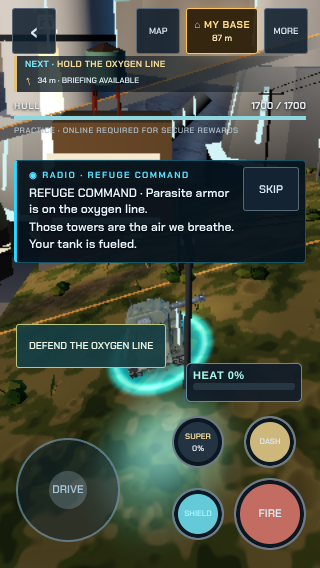 MAP
⌂ MY BASE
87 m
MORE
NEXT · HOLD THE OXYGEN LINE
34 m · BRIEFING AVAILABLE
HULL 1700 / 1700
PRACTICE · ONLINE REQUIRED FOR SECURE REWARDS
◉ RADIO · REFUGE COMMAND
SKIP
REFUGE COMMAND · Parasite armor
is on the oxygen line.
Those towers are the air we breathe.
Your tank is fueled.
DEFEND THE OXYGEN LINE
HEAT 0%
SUPER
0%
DASH
DRIVE
SHIELD
FIRE